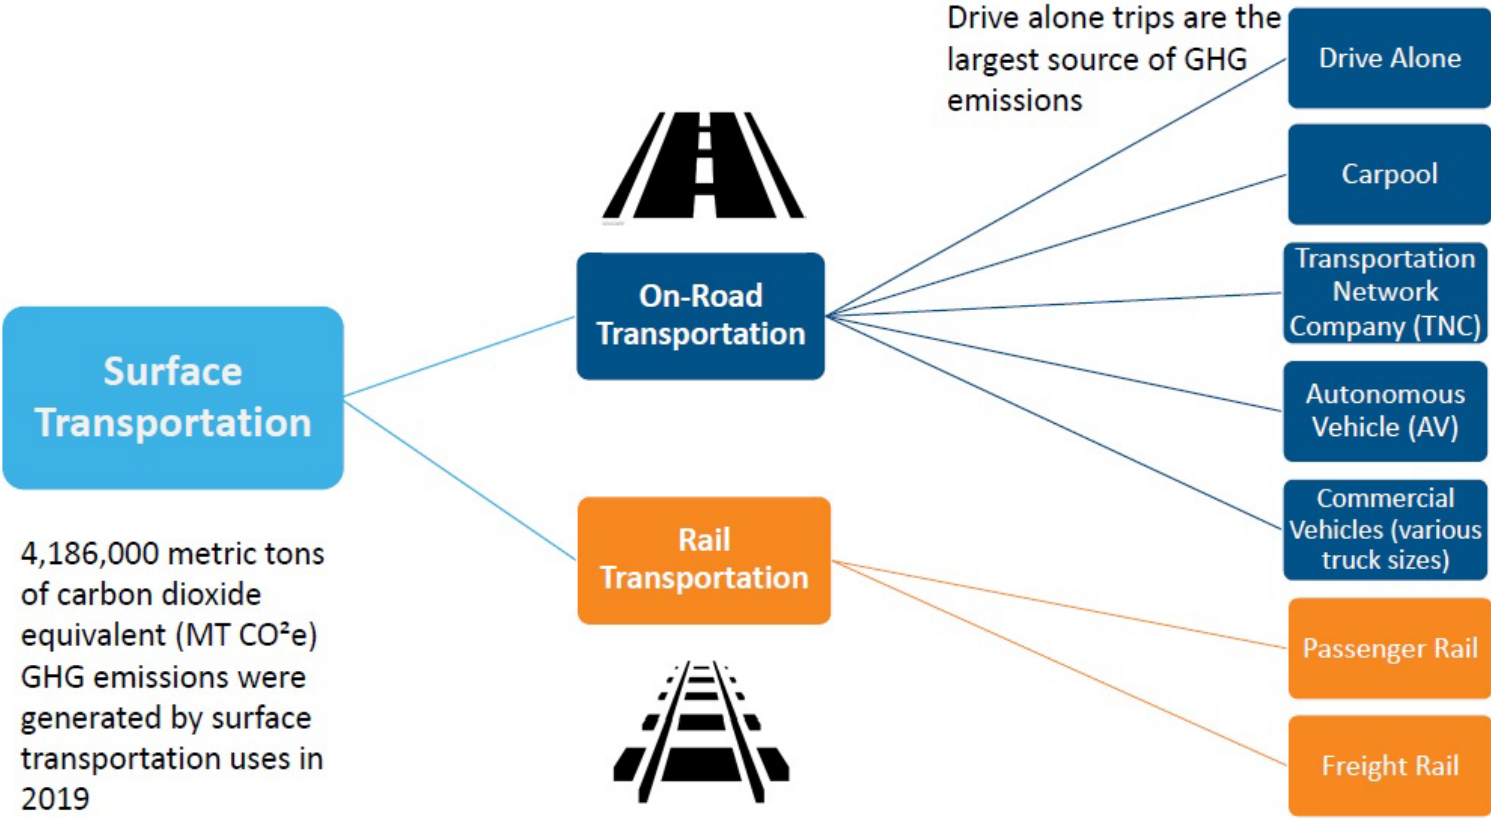 Drive alone trips are the
largest source of GHG
emissions
Surface
Transportation
4,186,000 metric tons
of carbon dioxide
equivalent (MT CO²e)
GHG emissions were
generated by surface
transportation uses in
2019
On-Road
Transportation
Rail
Transportation
Drive Alone
Carpool
Transportation
Network
Company (TNC)
Autonomous
Vehicle (AV)
Commercial
Vehicles (various
truck sizes)
Passenger Rail
Freight Rail